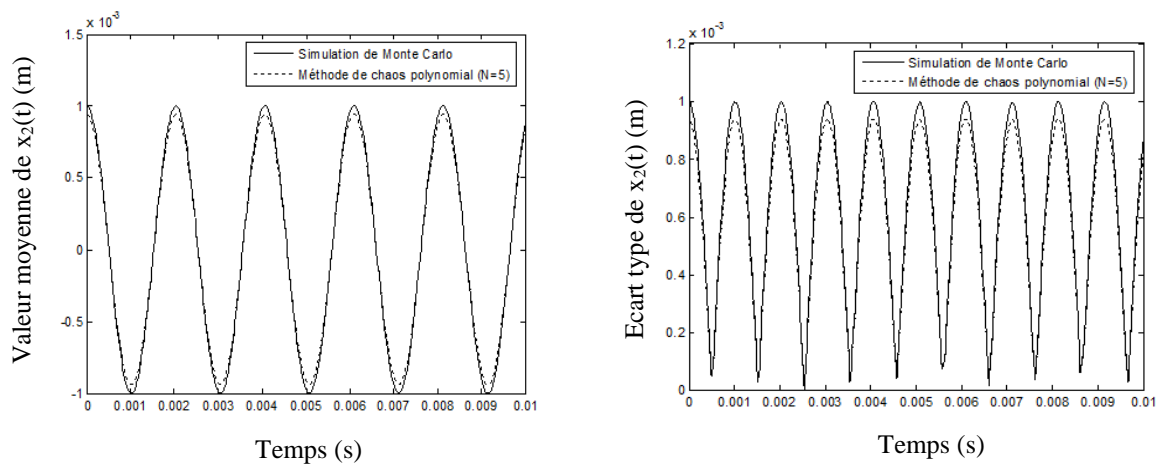 x 10^-3
1.5
1
0.5
0
-0.5
-1
0 0.001 0.002 0.003 0.004 0.005 0.006 0.007 0.008 0.009 0.01
Simulation de Monte Carlo
Méthode de chaos polynomial (N=5)
Valeur moyenne de x₂(t) (m)
Temps (s)
x 10^-3
1.2
1
0.8
0.6
0.4
0.2
0
0 0.001 0.002 0.003 0.004 0.005 0.006 0.007 0.008 0.009 0.01
Simulation de Monte Carlo
Méthode de chaos polynomial (N=5)
Ecart type de x₂(t) (m)
Temps (s)